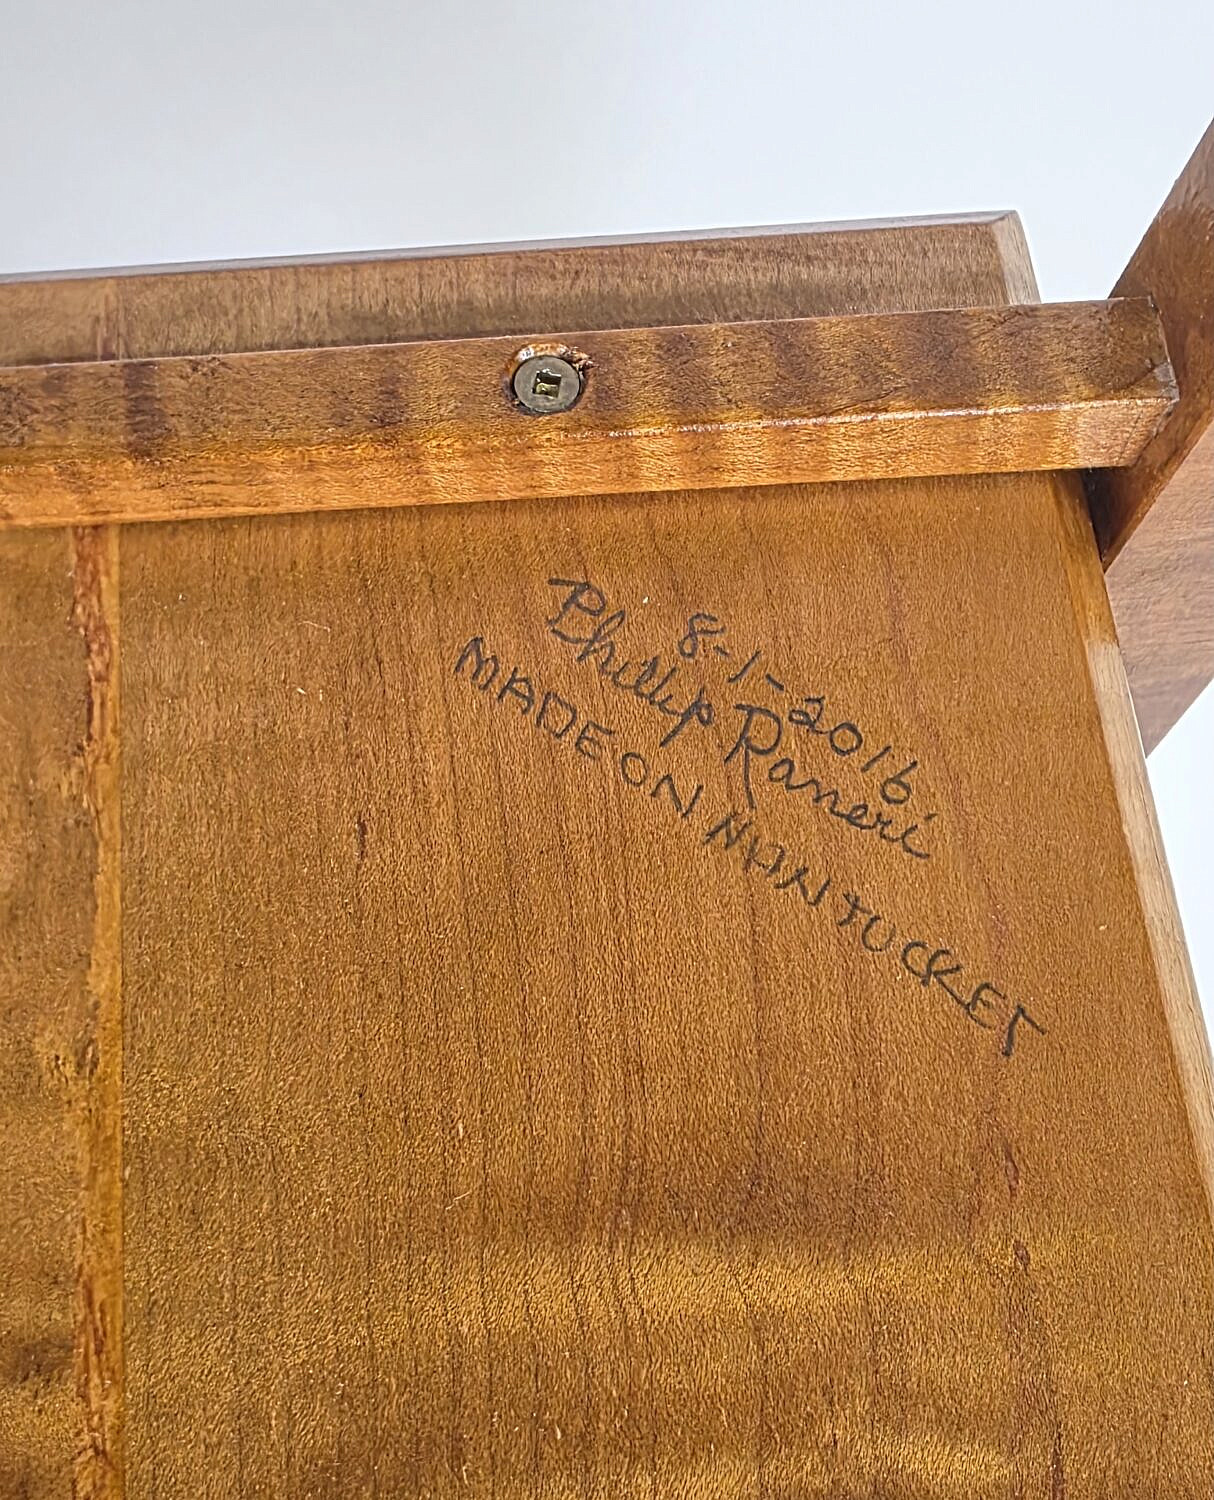 8-1-2016
Phillip Raneri
MADE ON NANTUCKET